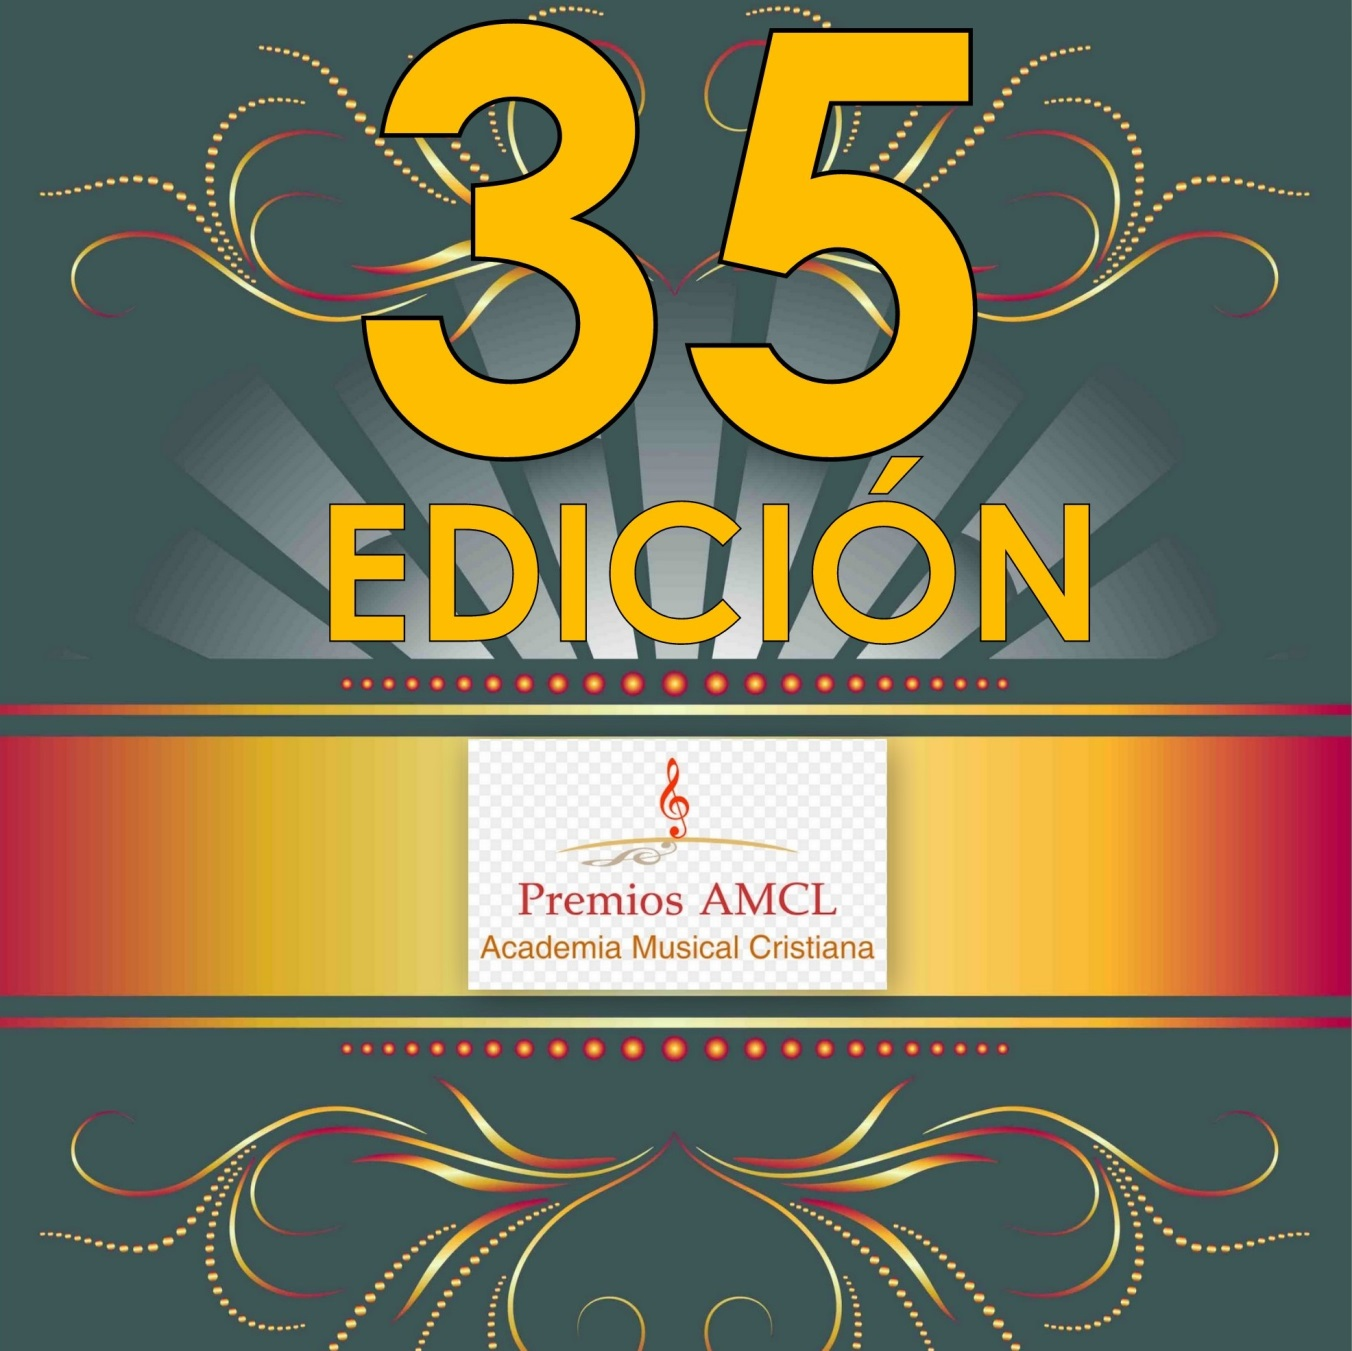 35
EDICIÓN
Premios AMCL
Academia Musical Cristiana